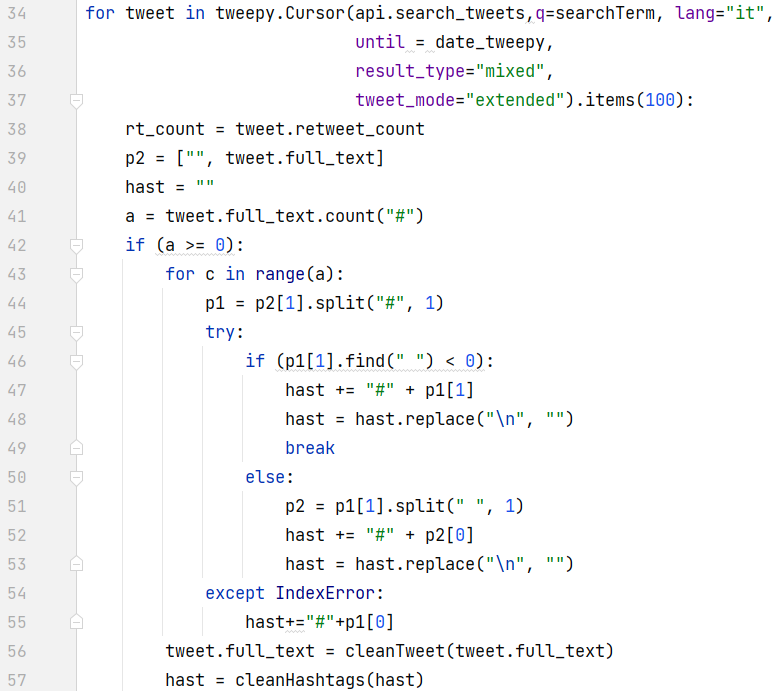 34 for tweet in tweepy.Cursor(api.search_tweets,q=searchTerm, lang="it",
35                            until = date_tweepy,
36                            result_type="mixed",
37                            tweet_mode="extended").items(100):
38     rt_count = tweet.retweet_count
39     p2 = ["", tweet.full_text]
40     hast = ""
41     a = tweet.full_text.count("#")
42     if (a >= 0):
43         for c in range(a):
44             p1 = p2[1].split("#", 1)
45             try:
46                 if (p1[1].find(" ") < 0):
47                     hast += "#" + p1[1]
48                     hast = hast.replace("\n", "")
49                     break
50                 else:
51                     p2 = p1[1].split(" ", 1)
52                     hast += "#" + p2[0]
53                     hast = hast.replace("\n", "")
54             except IndexError:
55                 hast+="#"+p1[0]
56         tweet.full_text = cleanTweet(tweet.full_text)
57         hast = cleanHashtags(hast)